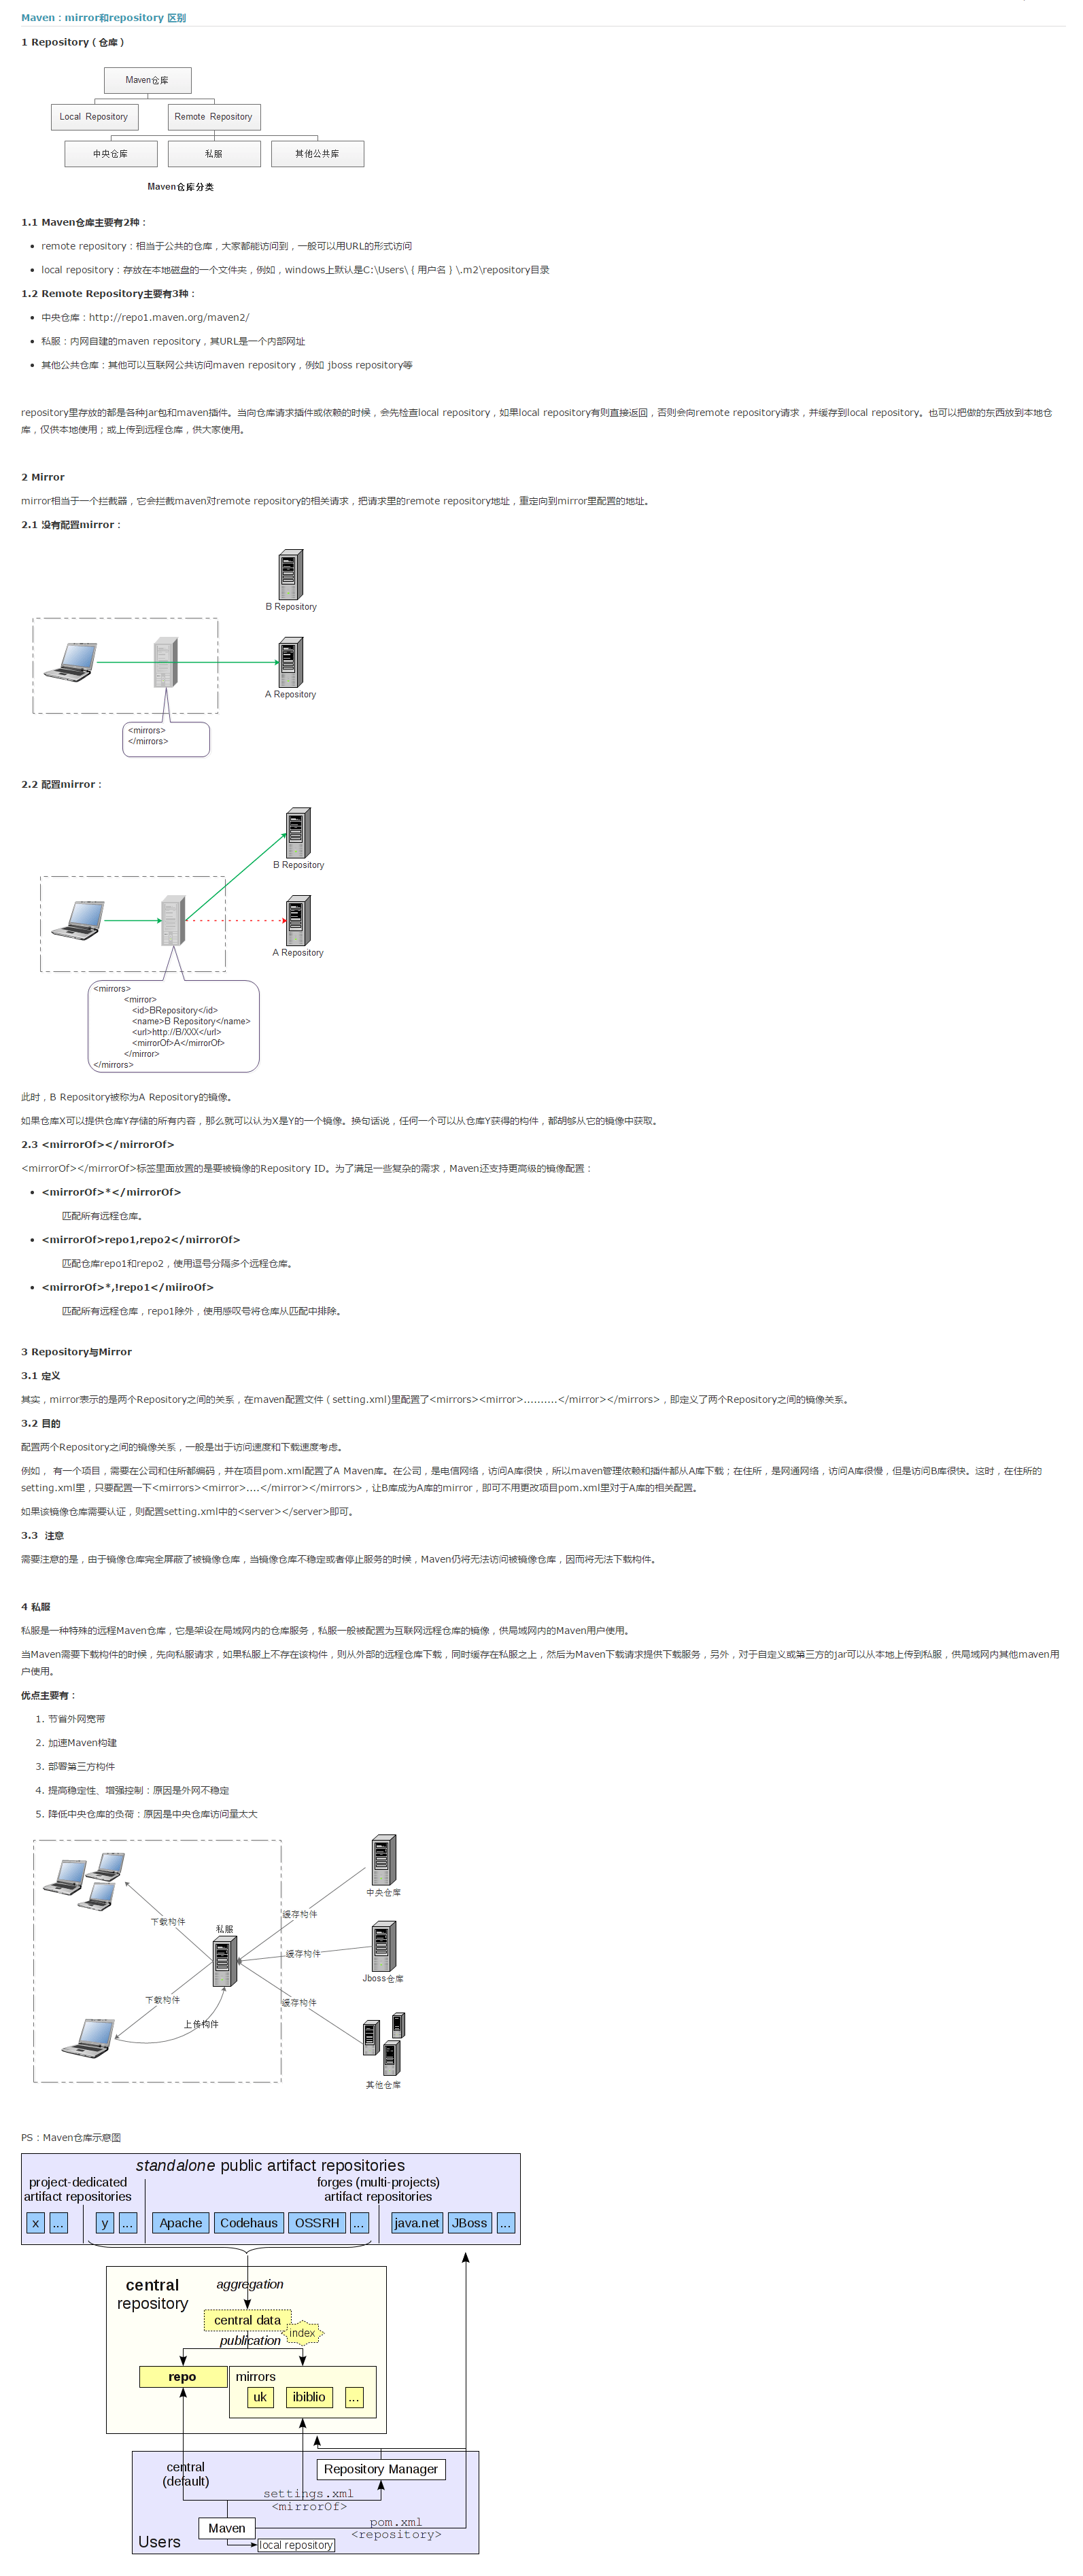 Maven：mirror和repository 区别
1 Repository（仓库）
Maven仓库
Local Repository
Remote Repository
中央仓库
私服
其他公共库
Maven仓库分类
1.1 Maven仓库主要有2种：
remote repository：相当于公共的仓库，大家都能访问到，一般可以用URL的形式访问
local repository：存放在本地磁盘的一个文件夹，例如，windows上默认是C:\Users\｛用户名｝\.m2\repository目录
1.2 Remote Repository主要有3种：
中央仓库：http://repo1.maven.org/maven2/
私服：内网自建的maven repository，其URL是一个内部网址
其他公共仓库：其他可以互联网公共访问maven repository，例如 jboss repository等
repository里存放的都是各种jar包和maven插件。当向仓库请求插件或依赖的时候，会先检查local repository，如果local repository有则直接返回，否则会向remote repository请求，并缓存到local repository。也可以把做的东西放到本地仓
库，仅供本地使用；或上传到远程仓库，供大家使用。
2 Mirror
mirror相当于一个拦截器，它会拦截maven对remote repository的相关请求，把请求里的remote repository地址，重定向到mirror里配置的地址。
2.1 没有配置mirror：
B Repository
A Repository
<mirrors>
</mirrors>
2.2 配置mirror：
B Repository
A Repository
<mirrors>
<mirror>
<id>BRepository</id>
<name>B Repository</name>
<url>http://B/XXX</url>
<mirrorOf>A</mirrorOf>
</mirror>
</mirrors>
此时，B Repository被称为A Repository的镜像。
如果仓库X可以提供仓库Y存储的所有内容，那么就可以认为X是Y的一个镜像。换句话说，任何一个可以从仓库Y获得的构件，都胡够从它的镜像中获取。
2.3 <mirrorOf></mirrorOf>
<mirrorOf></mirrorOf>标签里面放置的是要被镜像的Repository ID。为了满足一些复杂的需求，Maven还支持更高级的镜像配置：
<mirrorOf>*</mirrorOf>
匹配所有远程仓库。
<mirrorOf>repo1,repo2</mirrorOf>
匹配仓库repo1和repo2，使用逗号分隔多个远程仓库。
<mirrorOf>*,!repo1</miiroOf>
匹配所有远程仓库，repo1除外，使用感叹号将仓库从匹配中排除。
3 Repository与Mirror
3.1 定义
其实，mirror表示的是两个Repository之间的关系，在maven配置文件（setting.xml)里配置了<mirrors><mirror>..........</mirror></mirrors>，即定义了两个Repository之间的镜像关系。
3.2 目的
配置两个Repository之间的镜像关系，一般是出于访问速度和下载速度考虑。
例如， 有一个项目，需要在公司和住所都编码，并在项目pom.xml配置了A Maven库。在公司，是电信网络，访问A库很快，所以maven管理依赖和插件都从A库下载；在住所，是网通网络，访问A库很慢，但是访问B库很快。这时，在住所的
setting.xml里，只要配置一下<mirrors><mirror>....</mirror></mirrors>，让B库成为A库的mirror，即可不用更改项目pom.xml里对于A库的相关配置。
如果该镜像仓库需要认证，则配置setting.xml中的<server></server>即可。
3.3 注意
需要注意的是，由于镜像仓库完全屏蔽了被镜像仓库，当镜像仓库不稳定或者停止服务的时候，Maven仍将无法访问被镜像仓库，因而将无法下载构件。
4 私服
私服是一种特殊的远程Maven仓库，它是架设在局域网内的仓库服务，私服一般被配置为互联网远程仓库的镜像，供局域网内的Maven用户使用。
当Maven需要下载构件的时候，先向私服请求，如果私服上不存在该构件，则从外部的远程仓库下载，同时缓存在私服之上，然后为Maven下载请求提供下载服务，另外，对于自定义或第三方的jar可以从本地上传到私服，供局域网内其他maven用
户使用。
优点主要有：
1. 节省外网宽带
2. 加速Maven构建
3. 部署第三方构件
4. 提高稳定性、增强控制：原因是外网不稳定
5. 降低中央仓库的负荷：原因是中央仓库访问量太大
中央仓库
缓存构件
下载构件
私服
缓存构件
Jboss仓库
下载构件
缓存构件
上传构件
其他仓库
PS：Maven仓库示意图
standalone public artifact repositories
project-dedicated
artifact repositories
forges (multi-projects)
artifact repositories
x
...
y
...
Apache
Codehaus
OSSRH
...
java.net
JBoss
...
central
repository
aggregation
central data
index
publication
repo
mirrors
uk
ibiblio
...
central
(default)
Repository Manager
settings.xml
<mirrorOf>
pom.xml
<repository>
Maven
Users
local repository